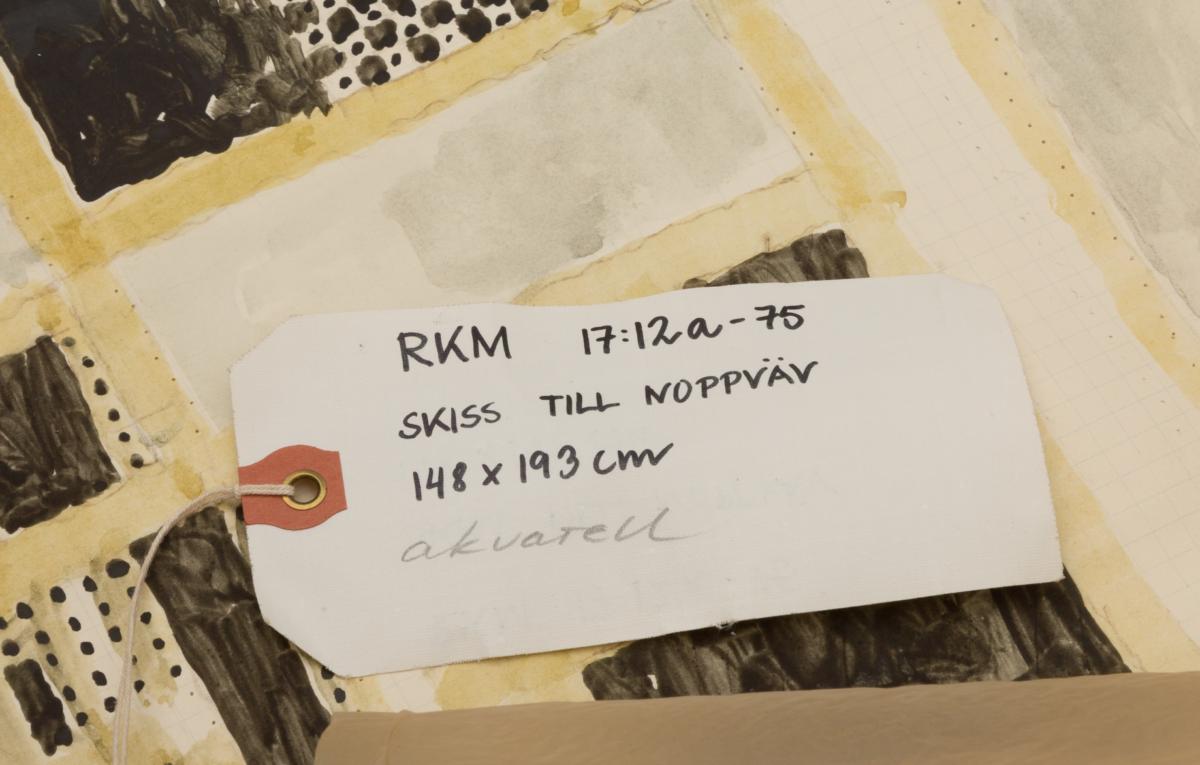 RKM 17:12a-75
SKISS TILL NOPPVÄV
148 x 193 cm
akvarell